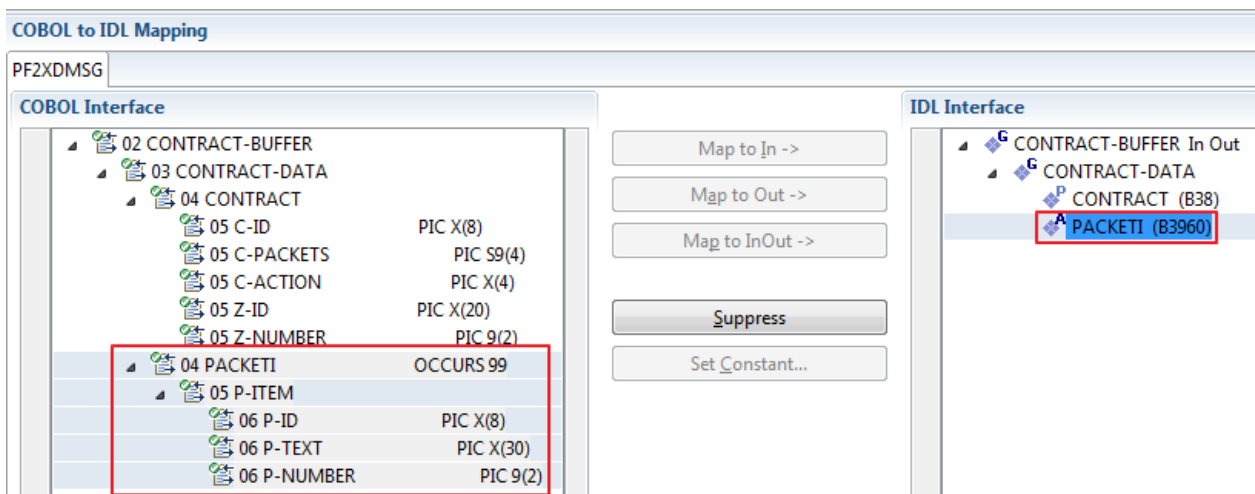 COBOL to IDL Mapping
PF2XDMSG
COBOL Interface
02 CONTRACT-BUFFER
03 CONTRACT-DATA
04 CONTRACT
05 C-ID PIC X(8)
05 C-PACKETS PIC S9(4)
05 C-ACTION PIC X(4)
05 Z-ID PIC X(20)
05 Z-NUMBER PIC 9(2)
04 PACKETI OCCURS 99
05 P-ITEM
06 P-ID PIC X(8)
06 P-TEXT PIC X(30)
06 P-NUMBER PIC 9(2)
Map to In ->
Map to Out ->
Map to InOut ->
Suppress
Set Constant...
IDL Interface
G CONTRACT-BUFFER In Out
G CONTRACT-DATA
P CONTRACT (B38)
A PACKETI (B3960)